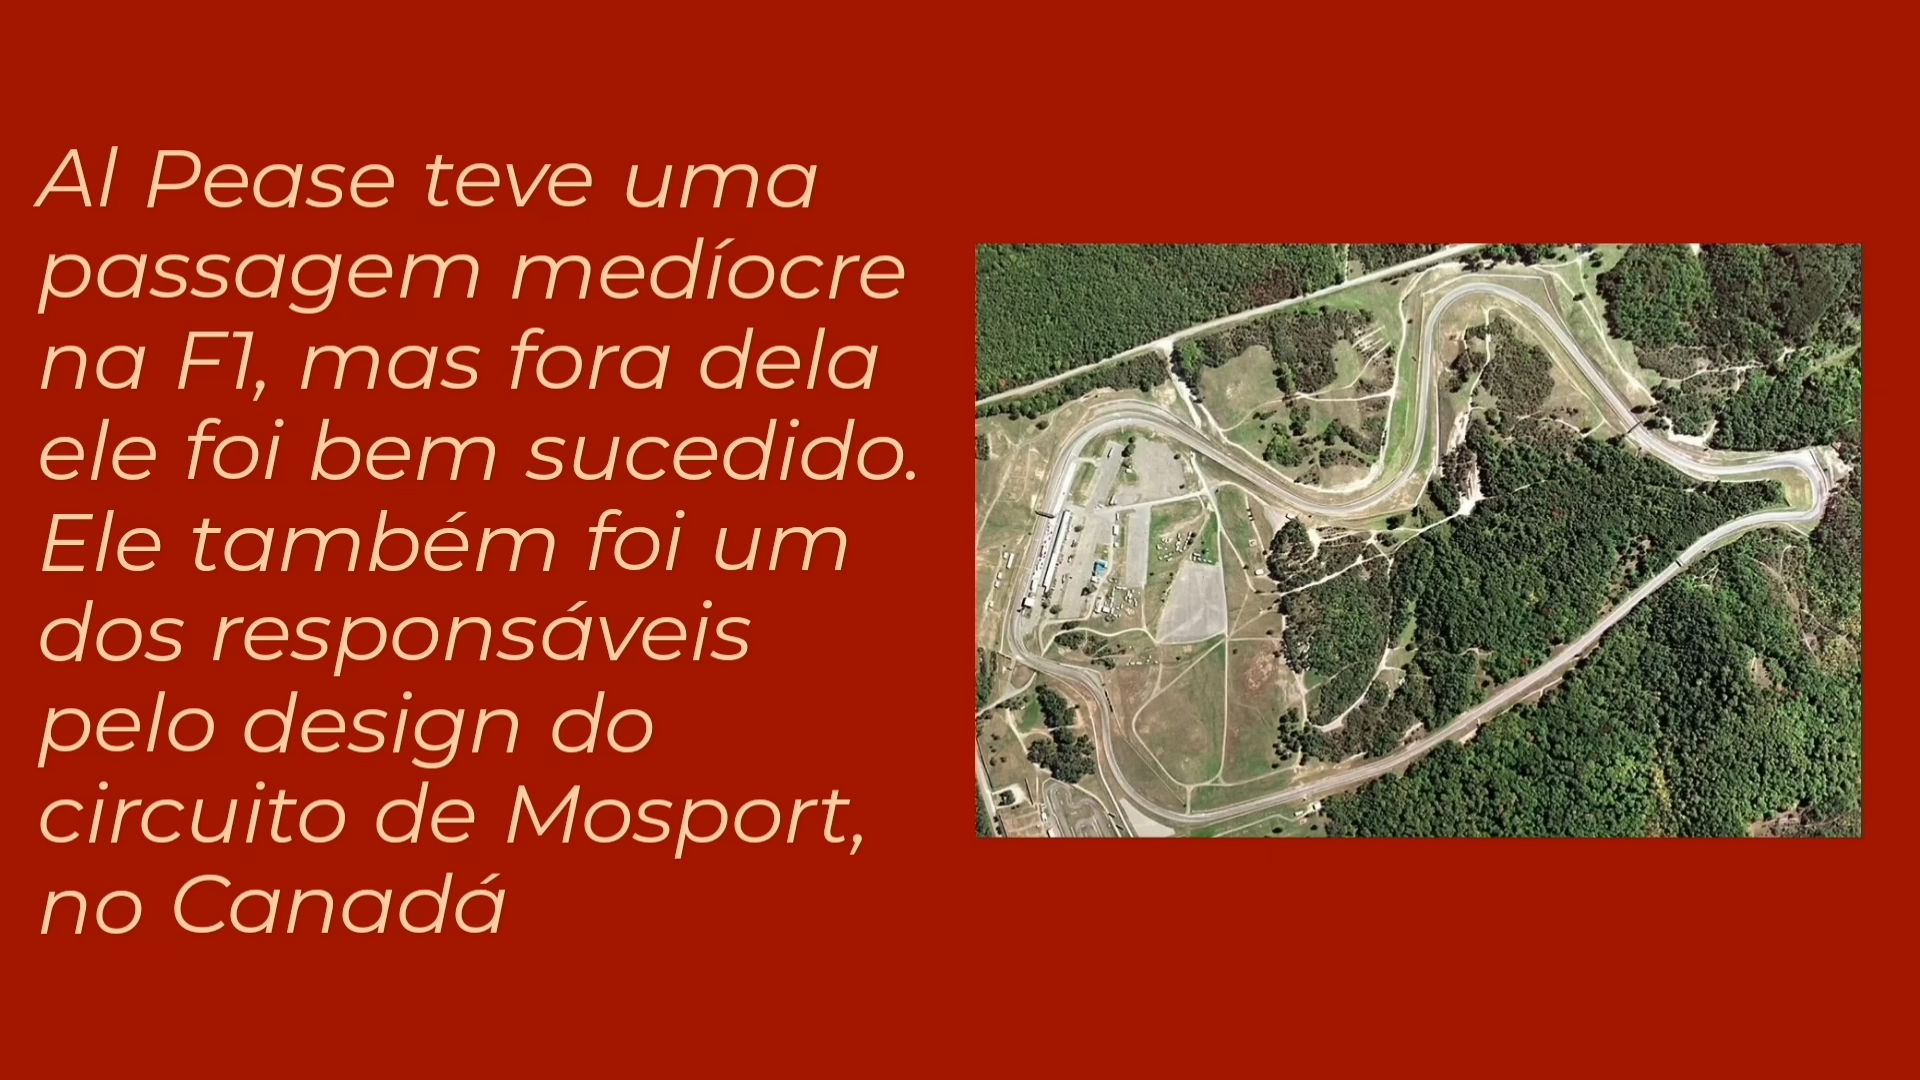 Al Pease teve uma
passagem medíocre
na F1, mas fora dela
ele foi bem sucedido.
Ele também foi um
dos responsáveis
pelo design do
circuito de Mosport,
no Canadá